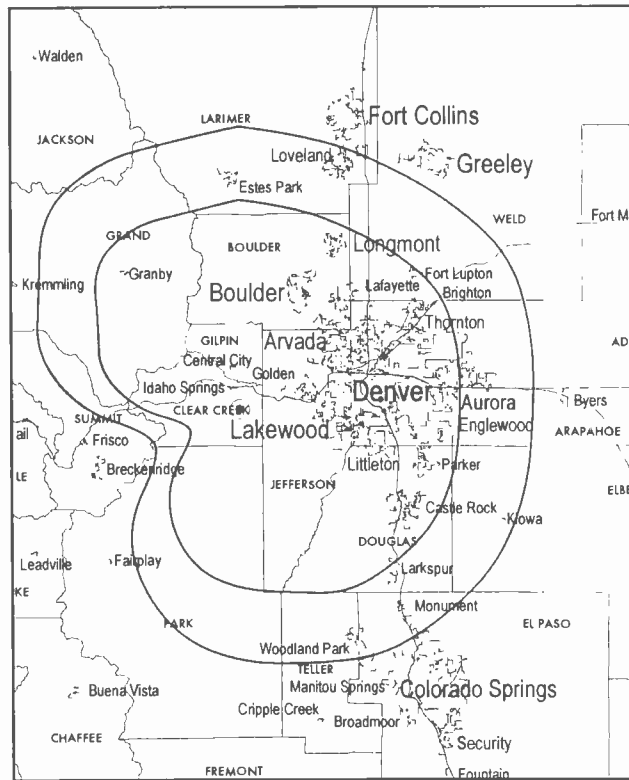 Walden
Fort Collins
LARIMER
JACKSON
Loveland
Greeley
Estes Park
WELD
Fort M
GRAND
BOULDER
Longmont
Granby
Fort Lupton
Kremmling
Boulder
Lafayette
Brighton
Thornton
GILPIN
Arvada
AD
Central City
Golden
Idaho Springs
Denver
Aurora
Byers
CLEAR CREEK
SUMMIT
Lakewood
Englewood
ARAPAHOE
ail
Frisco
Littleton
Parker
Breckenridge
LE
JEFFERSON
ELBE
Castle Rock
Kiowa
DOUGLAS
Leadville
Fairplay
Larkspur
KE
Monument
PARK
EL PASO
Woodland Park
TELLER
Manitou Springs
Colorado Springs
Buena Vista
Cripple Creek
Broadmoor
CHAFFEE
Security
FREMONT
Fountain